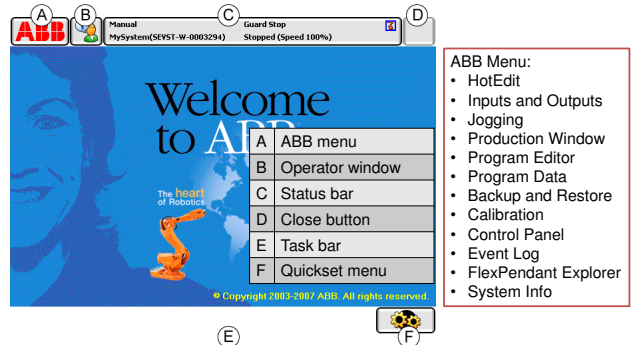 A
B
C
D
ABB
Manual
Guard Stop
MySystem(SEVST-W-0003294)
Stopped (Speed 100%)
Welcome
to ABB
The heart
of Robotics
A ABB menu
B Operator window
C Status bar
D Close button
E Task bar
F Quickset menu
© Copyright 2003-2007 ABB. All rights reserved.
E
F
ABB Menu:
• HotEdit
• Inputs and Outputs
• Jogging
• Production Window
• Program Editor
• Program Data
• Backup and Restore
• Calibration
• Control Panel
• Event Log
• FlexPendant Explorer
• System Info